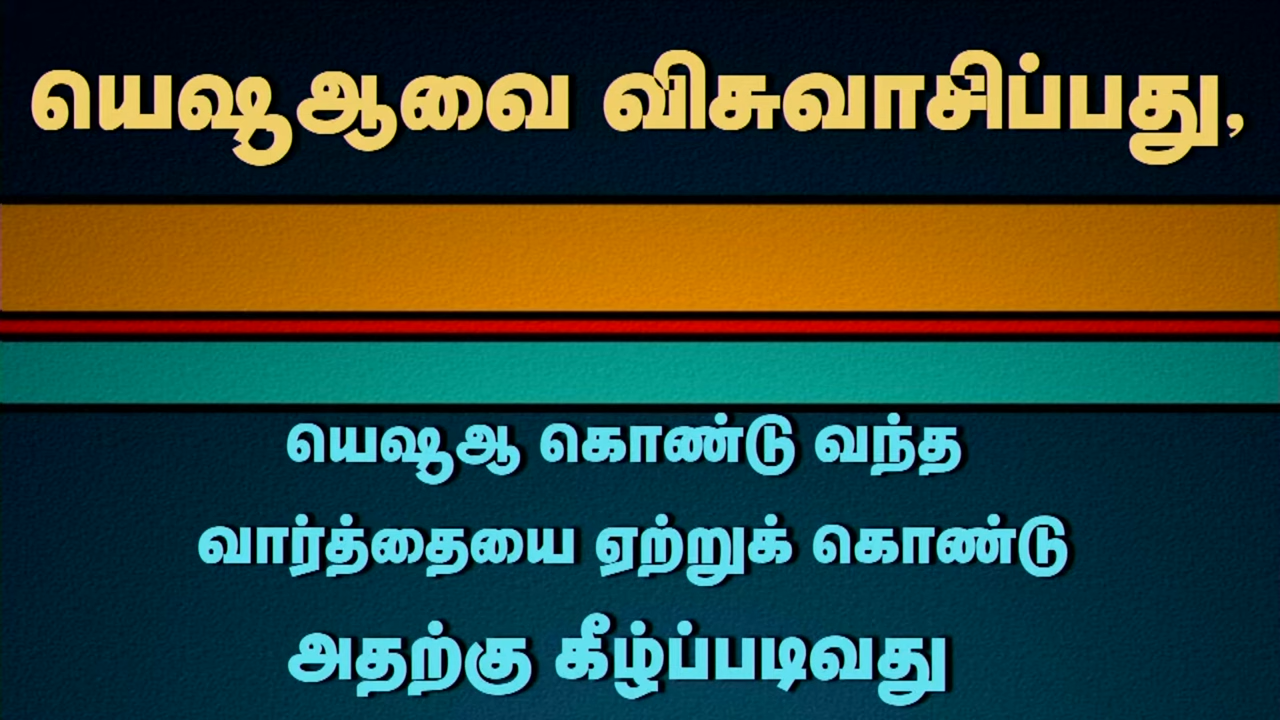 யெஷூஆவை விசுவாசிப்பது,
யெஷூஆ கொண்டு வந்த
வார்த்தையை ஏற்றுக் கொண்டு
அதற்கு கீழ்ப்படிவது